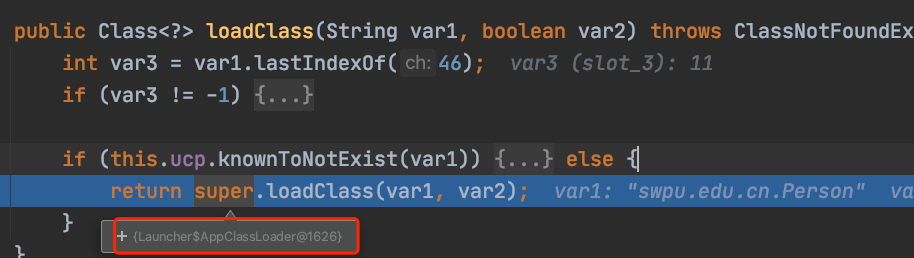 public Class<?> loadClass(String var1, boolean var2) throws ClassNotFoundEx
int var3 = var1.lastIndexOf( ch: 46);  var3 (slot_3): 11
if (var3 != -1) {...}
if (this.ucp.knownToNotExist(var1)) {...} else {
return super.loadClass(var1, var2);  var1: "swpu.edu.cn.Person"  va
}
+ {Launcher$AppClassLoader@1626}
}